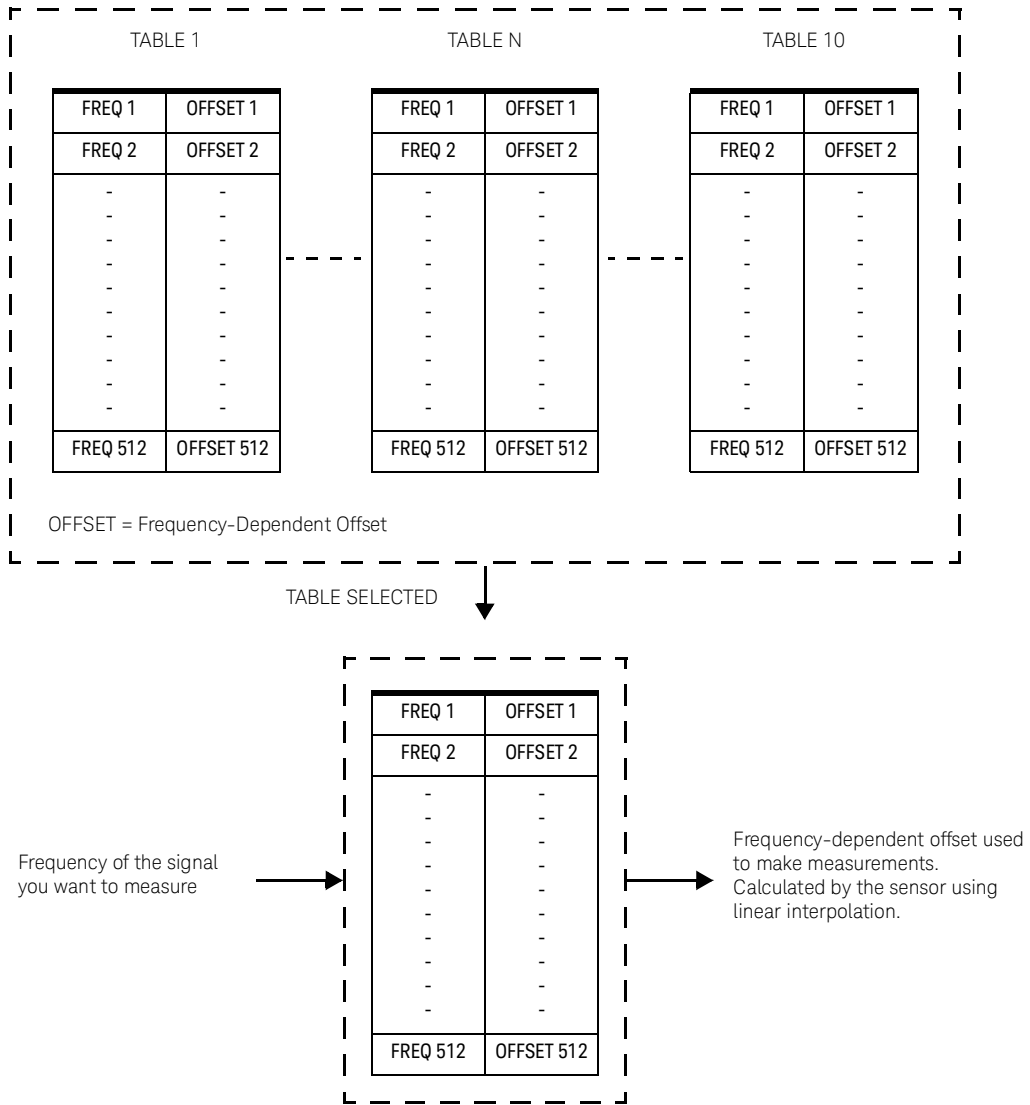 TABLE 1 TABLE N TABLE 10
FREQ 1 OFFSET 1 FREQ 1 OFFSET 1 FREQ 1 OFFSET 1
FREQ 2 OFFSET 2 FREQ 2 OFFSET 2 FREQ 2 OFFSET 2
- - - - - -
- - - - - -
- - - - - -
- - - - - -
- - - - - -
- - - - - -
- - - - - -
- - - - - -
- - - - - -
- - - - - -
FREQ 512 OFFSET 512 FREQ 512 OFFSET 512 FREQ 512 OFFSET 512
OFFSET = Frequency-Dependent Offset
TABLE SELECTED
FREQ 1 OFFSET 1
FREQ 2 OFFSET 2
- -
- -
- -
- -
- -
- -
- -
- -
- -
- -
FREQ 512 OFFSET 512
Frequency of the signal
you want to measure
Frequency-dependent offset used
to make measurements.
Calculated by the sensor using
linear interpolation.